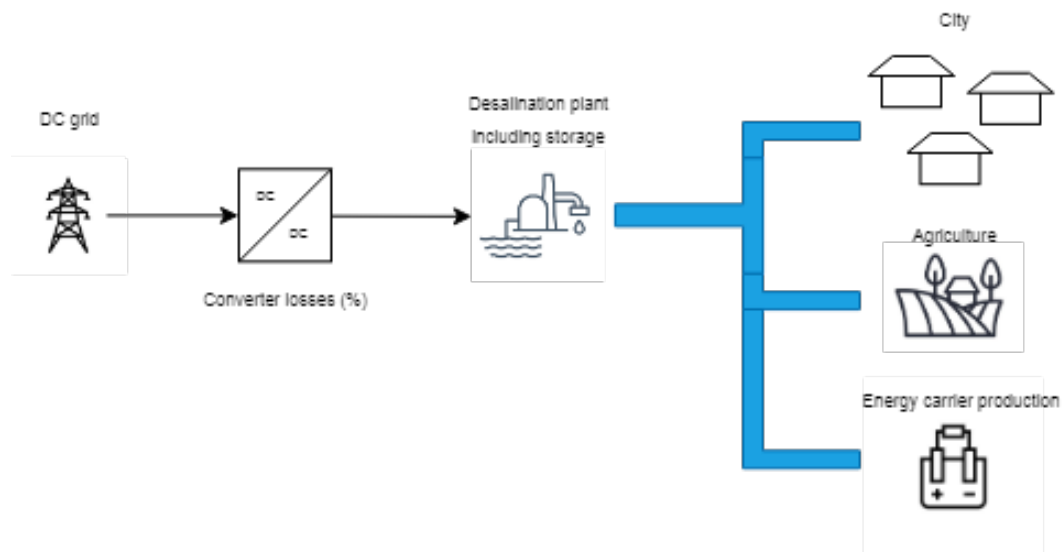 City
DC grid
Desalination plant
including storage
DC
DC
Converter losses (%)
Agriculture
Energy carrier production
+ −